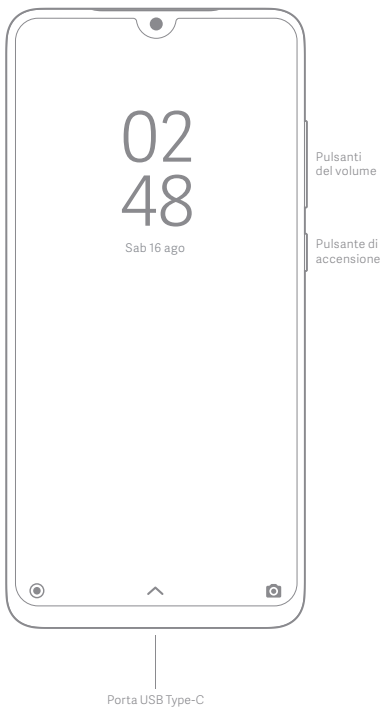 02
48
Sab 16 ago
Pulsanti
del volume
Pulsante di
accensione
Porta USB Type-C